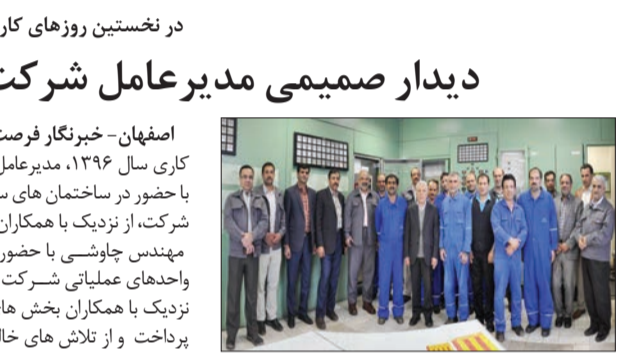 در نخستین روزهای کار
دیدار صمیمی مدیرعامل شرکت
اصفهان- خبرنگار فرصت
کاری سال ۱۳۹۶، مدیرعامل
با حضور در ساختمان های
شرکت، از نزدیک با همکاران
مهندس چاوشی با حضور
واحدهای عملیاتی شرکت
نزدیک با همکاران بخش
پرداخت و از تلاش های